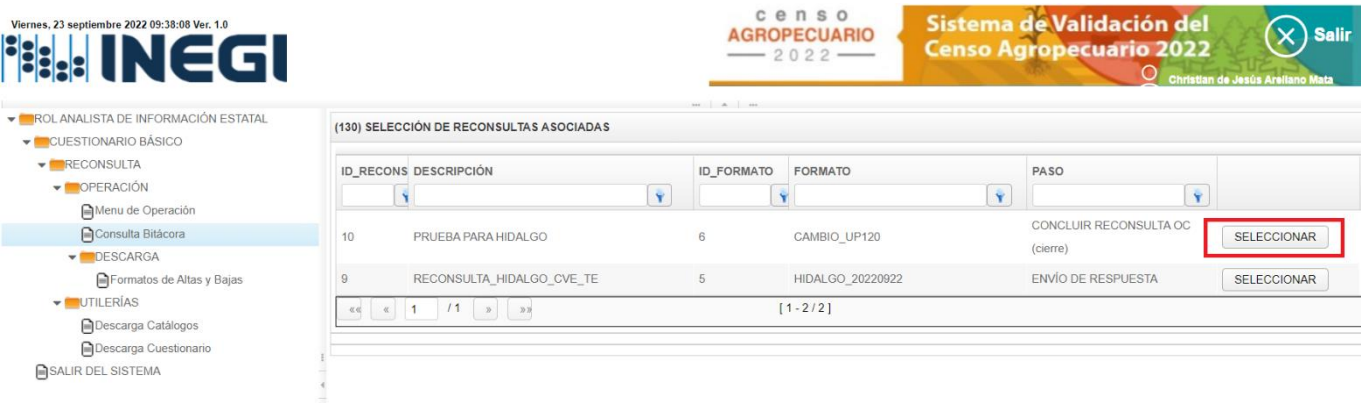 Viernes, 23 septiembre 2022 09:38:08 Ver. 1.0
INEGI
censo
AGROPECUARIO
2022
Sistema de Validación del
Censo Agropecuario 2022
Salir
Christian de Jesús Arellano Mata
ROL ANALISTA DE INFORMACIÓN ESTATAL
CUESTIONARIO BÁSICO
RECONSULTA
OPERACIÓN
Menu de Operación
Consulta Bitácora
DESCARGA
Formatos de Altas y Bajas
UTILERÍAS
Descarga Catálogos
Descarga Cuestionario
SALIR DEL SISTEMA
(130) SELECCIÓN DE RECONSULTAS ASOCIADAS
ID_RECONS DESCRIPCIÓN ID_FORMATO FORMATO PASO
10 PRUEBA PARA HIDALGO 6 CAMBIO_UP120 CONCLUIR RECONSULTA OC (cierre) SELECCIONAR
9 RECONSULTA_HIDALGO_CVE_TE 5 HIDALGO_20220922 ENVÍO DE RESPUESTA SELECCIONAR
«« « 1 / 1 » »» [ 1 - 2 / 2 ]